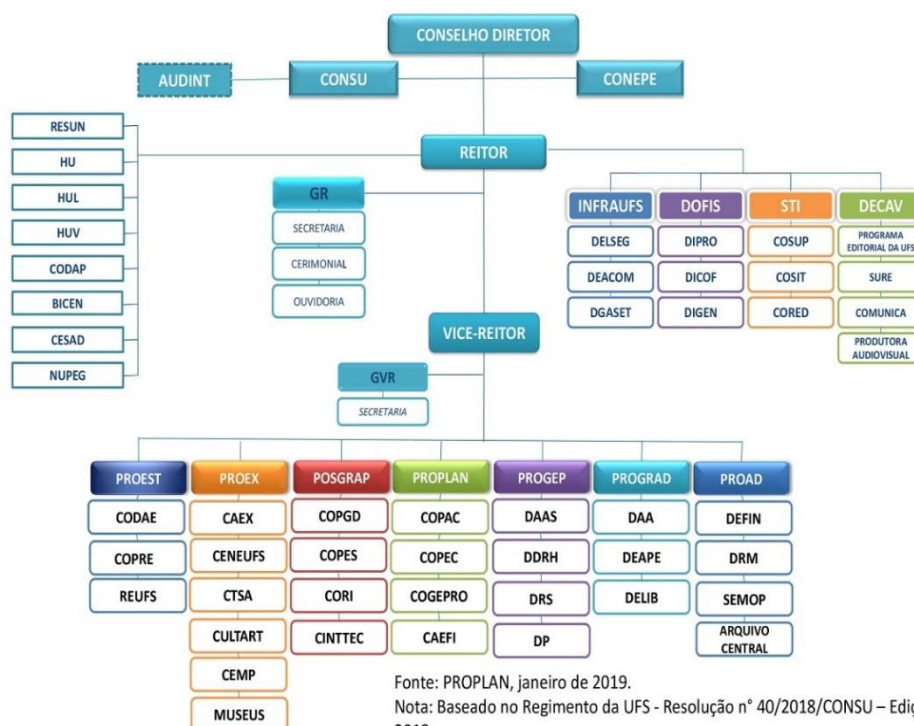 CONSELHO DIRETOR
AUDINT
CONSU
CONEPE
REITOR
RESUN
HU
HUL
HUV
CODAP
BICEN
CESAD
NUPEG
GR
SECRETARIA
CERIMONIAL
OUVIDORIA
INFRAUFS
DELSEG
DEACOM
DGASET
DOFIS
DIPRO
DICOF
DIGEN
STI
COSUP
COSIT
CORED
DECAV
PROGRAMA
EDITORIAL DA UFS
SURE
COMUNICA
PRODUTORA
AUDIOVISUAL
VICE-REITOR
GVR
SECRETARIA
PROEST
CODAE
COPRE
REUFS
PROEX
CAEX
CENEUFS
CTSA
CULTART
CEMP
MUSEUS
POSGRAP
COPGD
COPES
CORI
CINTTEC
PROPLAN
COPAC
COPEC
COGEPRO
CAEFI
PROGEP
DAAS
DDRH
DRS
DP
PROGRAD
DAA
DEAPE
DELIB
PROAD
DEFIN
DRM
SEMOP
ARQUIVO
CENTRAL
Fonte: PROPLAN, janeiro de 2019.
Nota: Baseado no Regimento da UFS - Resolução n° 40/2018/CONSU –